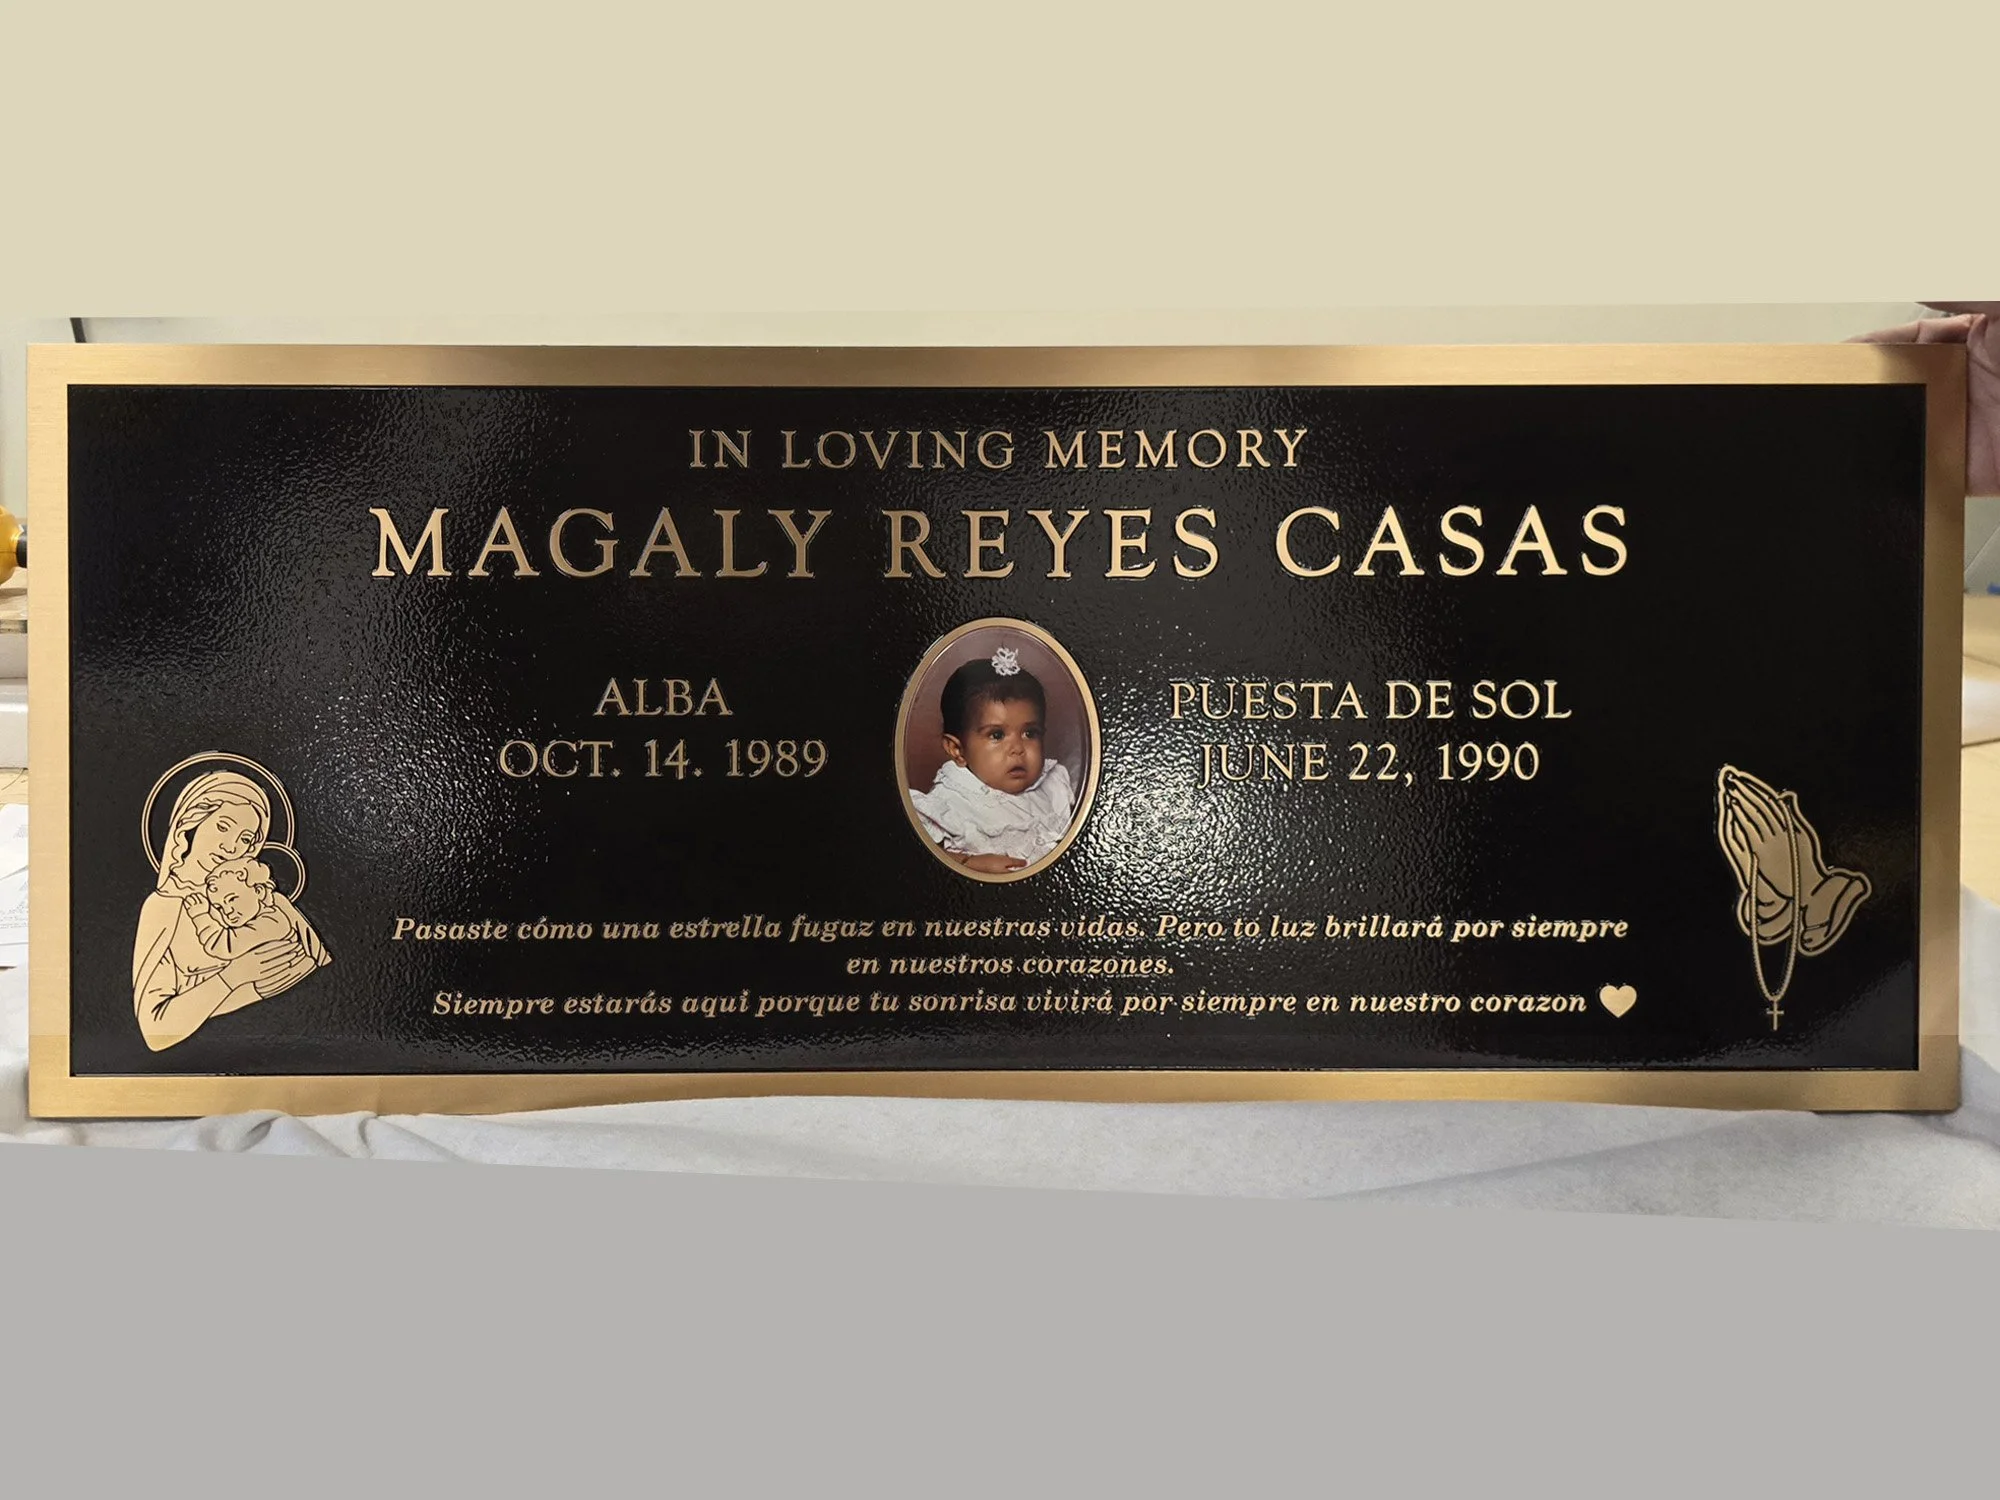 IN LOVING MEMORY
MAGALY REYES CASAS
ALBA
OCT. 14. 1989
PUESTA DE SOL
JUNE 22, 1990
Pasaste cómo una estrella fugaz en nuestras vidas. Pero to luz brillará por siempre
en nuestros corazones.
Siempre estarás aqui porque tu sonrisa vivirá por siempre en nuestro corazon